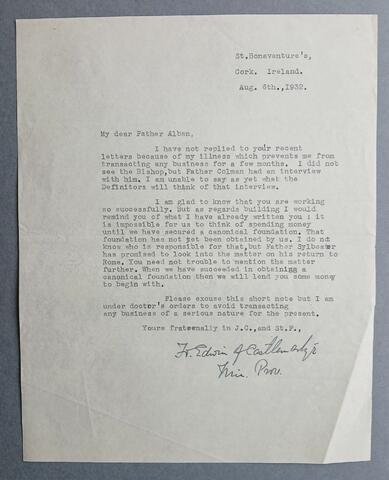 St.Bonaventure's,
Cork. Ireland.
Aug. 6th.,1932.
My dear Father Alban,
I have not replied to your recent
letters because of my illness which prevents me from
transacting any business for a few months. I did not
see the Bishop,but Father Colman had an interview
with him. I am unable to say as yet what the
Definitors will think of that interview.
I am glad to know that you are working
so successfully. But as regards building I would
remind you of what I have already written you ; it
is impossible for us to think of spending money
until we have secured a canonical foundation. That
foundation has not yet been obtained by us. I do not
know who is responsible for that,but Father Sylbester
has promised to look into the matter on his return to
Rome. You need not trouble to mention the matter
further. When we have succeeded in obtaining a
canonical foundation then we will lend you some money
to begin with.
Please excuse this short note but I am
under doctor's orders to avoid transacting
any business of a serious nature for the present.
Yours fraternally in J.C.,and St.F.,
Fr. Edwin
Min. Prov.